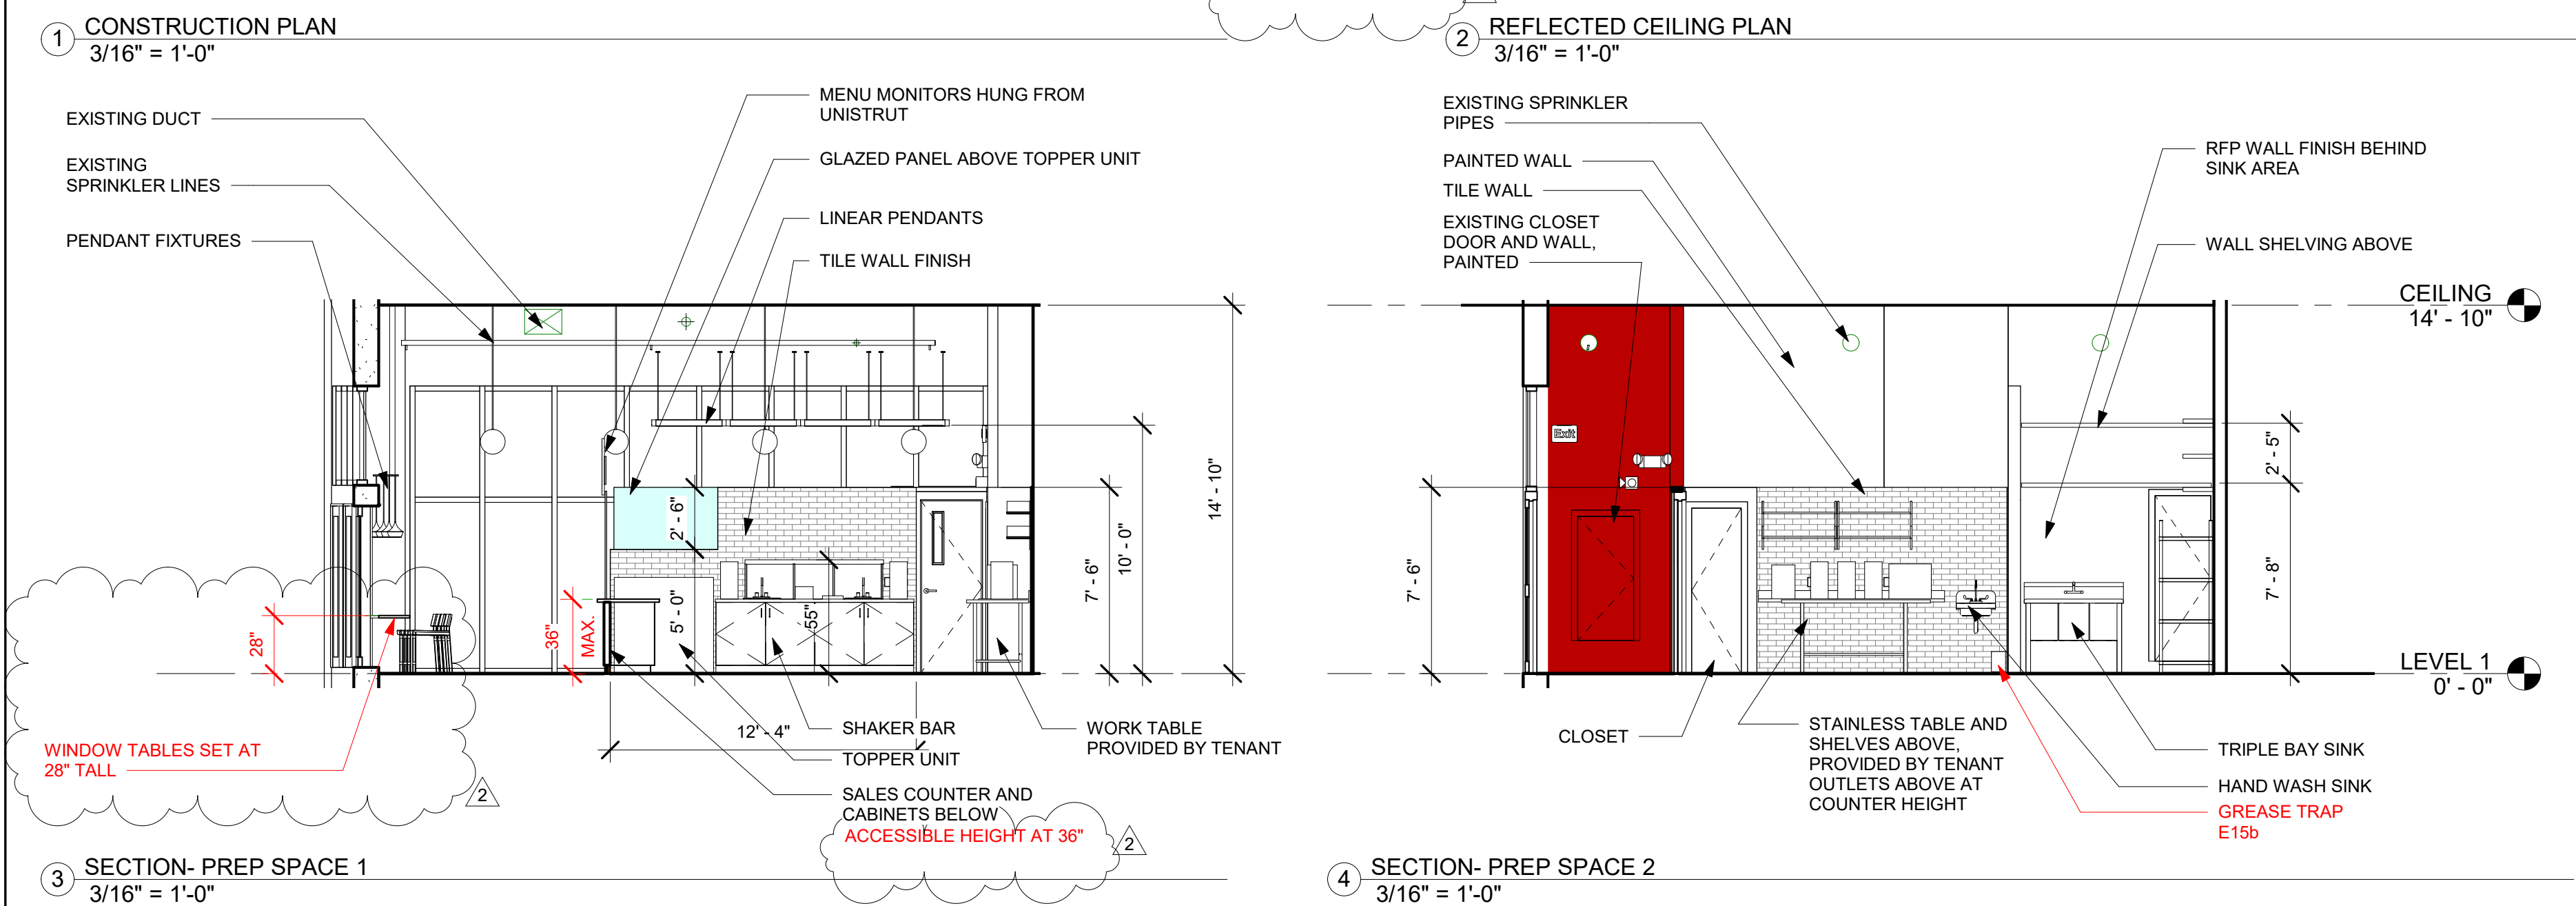 1 CONSTRUCTION PLAN
3/16" = 1'-0"
2 REFLECTED CEILING PLAN
3/16" = 1'-0"
EXISTING DUCT
EXISTING
SPRINKLER LINES
PENDANT FIXTURES
MENU MONITORS HUNG FROM
UNISTRUT
GLAZED PANEL ABOVE TOPPER UNIT
LINEAR PENDANTS
TILE WALL FINISH
2' - 6"
5' - 0"
55"
36"
MAX.
28"
7' - 6"
10' - 0"
14' - 10"
12' - 4"
WINDOW TABLES SET AT
28" TALL
2
SHAKER BAR
TOPPER UNIT
SALES COUNTER AND
CABINETS BELOW
ACCESSIBLE HEIGHT AT 36"
2
WORK TABLE
PROVIDED BY TENANT
3 SECTION- PREP SPACE 1
3/16" = 1'-0"
EXISTING SPRINKLER
PIPES
PAINTED WALL
TILE WALL
EXISTING CLOSET
DOOR AND WALL,
PAINTED
RFP WALL FINISH BEHIND
SINK AREA
WALL SHELVING ABOVE
CEILING
14' - 10"
Exit
7' - 6"
2' - 5"
7' - 8"
LEVEL 1
0' - 0"
CLOSET
STAINLESS TABLE AND
SHELVES ABOVE,
PROVIDED BY TENANT
OUTLETS ABOVE AT
COUNTER HEIGHT
TRIPLE BAY SINK
HAND WASH SINK
GREASE TRAP
E15b
4 SECTION- PREP SPACE 2
3/16" = 1'-0"